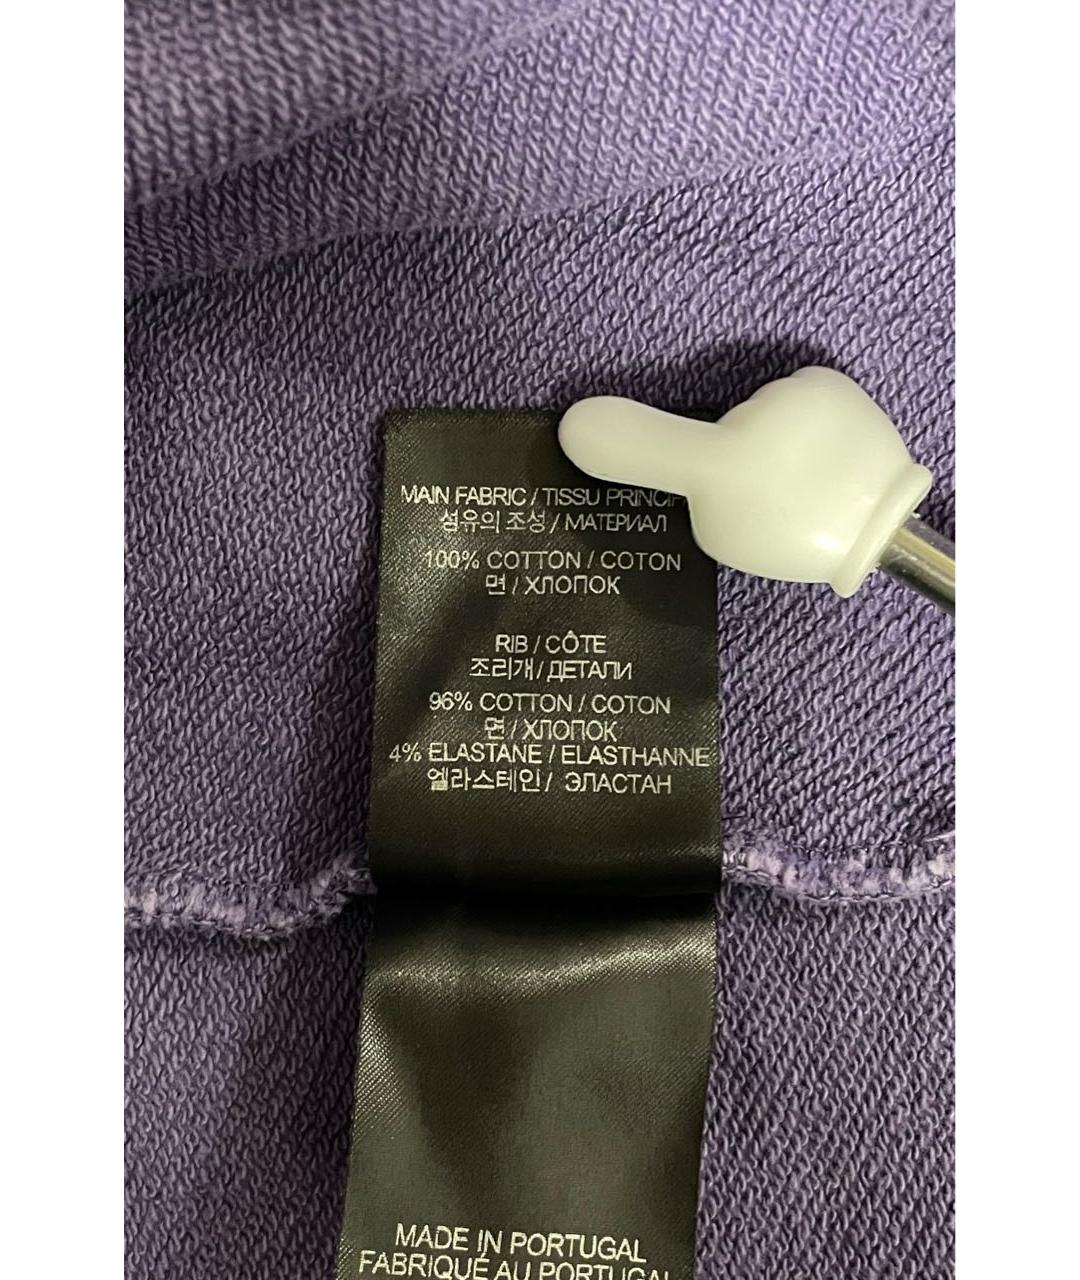 MAIN FABRIC / TISSU
섬유의 조성 / МАТЕРИАЛ
100% COTTON / COTON
면 / ХЛОПОК
RIB / CÔTE
조리개 / ДЕТАЛИ
96% COTTON / COTON
면 / ХЛОПОК
4% ELASTANE / ELASTHANNE
엘라스테인 / ЭЛАСТАН
MADE IN PORTUGAL
FABRIQUÉ AU PORTUGAL